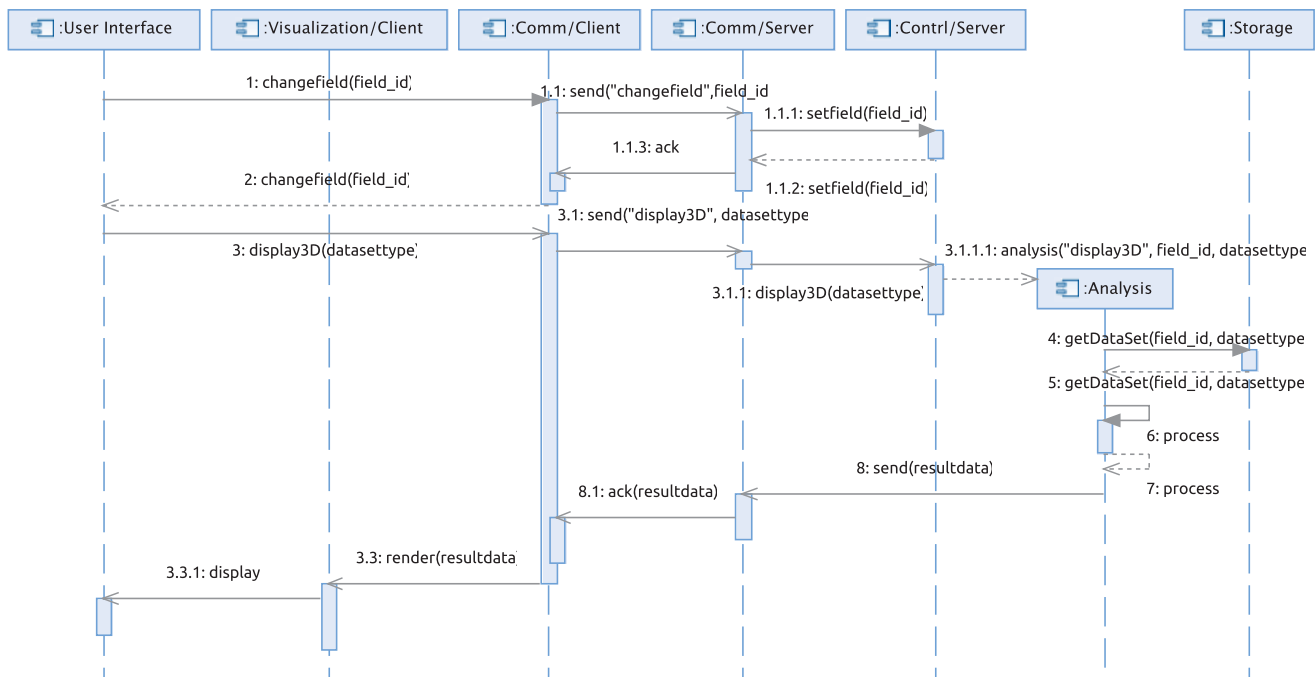 :User Interface
:Visualization/Client
:Comm/Client
:Comm/Server
:Contrl/Server
:Storage
1: changefield(field_id)
1.1: send("changefield",field_id
1.1.1: setfield(field_id)
1.1.3: ack
2: changefield(field_id)
1.1.2: setfield(field_id)
3.1: send("display3D", datasettype
3: display3D(datasettype)
3.1.1.1: analysis("display3D", field_id, datasettype
:Analysis
3.1.1: display3D(datasettype)
4: getDataSet(field_id, datasettype
5: getDataSet(field_id, datasettype
6: process
8: send(resultdata)
7: process
8.1: ack(resultdata)
3.3: render(resultdata)
3.3.1: display